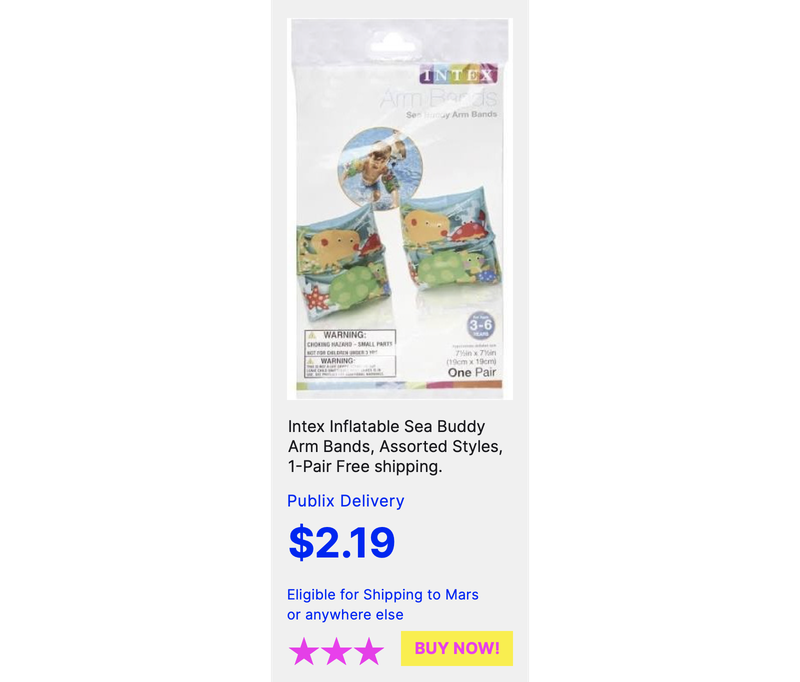 INTEX
Arm Bands
Sea Buddy Arm Bands
3-6
YEARS
WARNING:
CHOKING HAZARD - SMALL PARTS
NOT FOR CHILDREN UNDER 3 YRS
WARNING:
7½in x 7½in
(19cm x 19cm)
One Pair
Intex Inflatable Sea Buddy
Arm Bands, Assorted Styles,
1-Pair Free shipping.
Publix Delivery
$2.19
Eligible for Shipping to Mars
or anywhere else
BUY NOW!